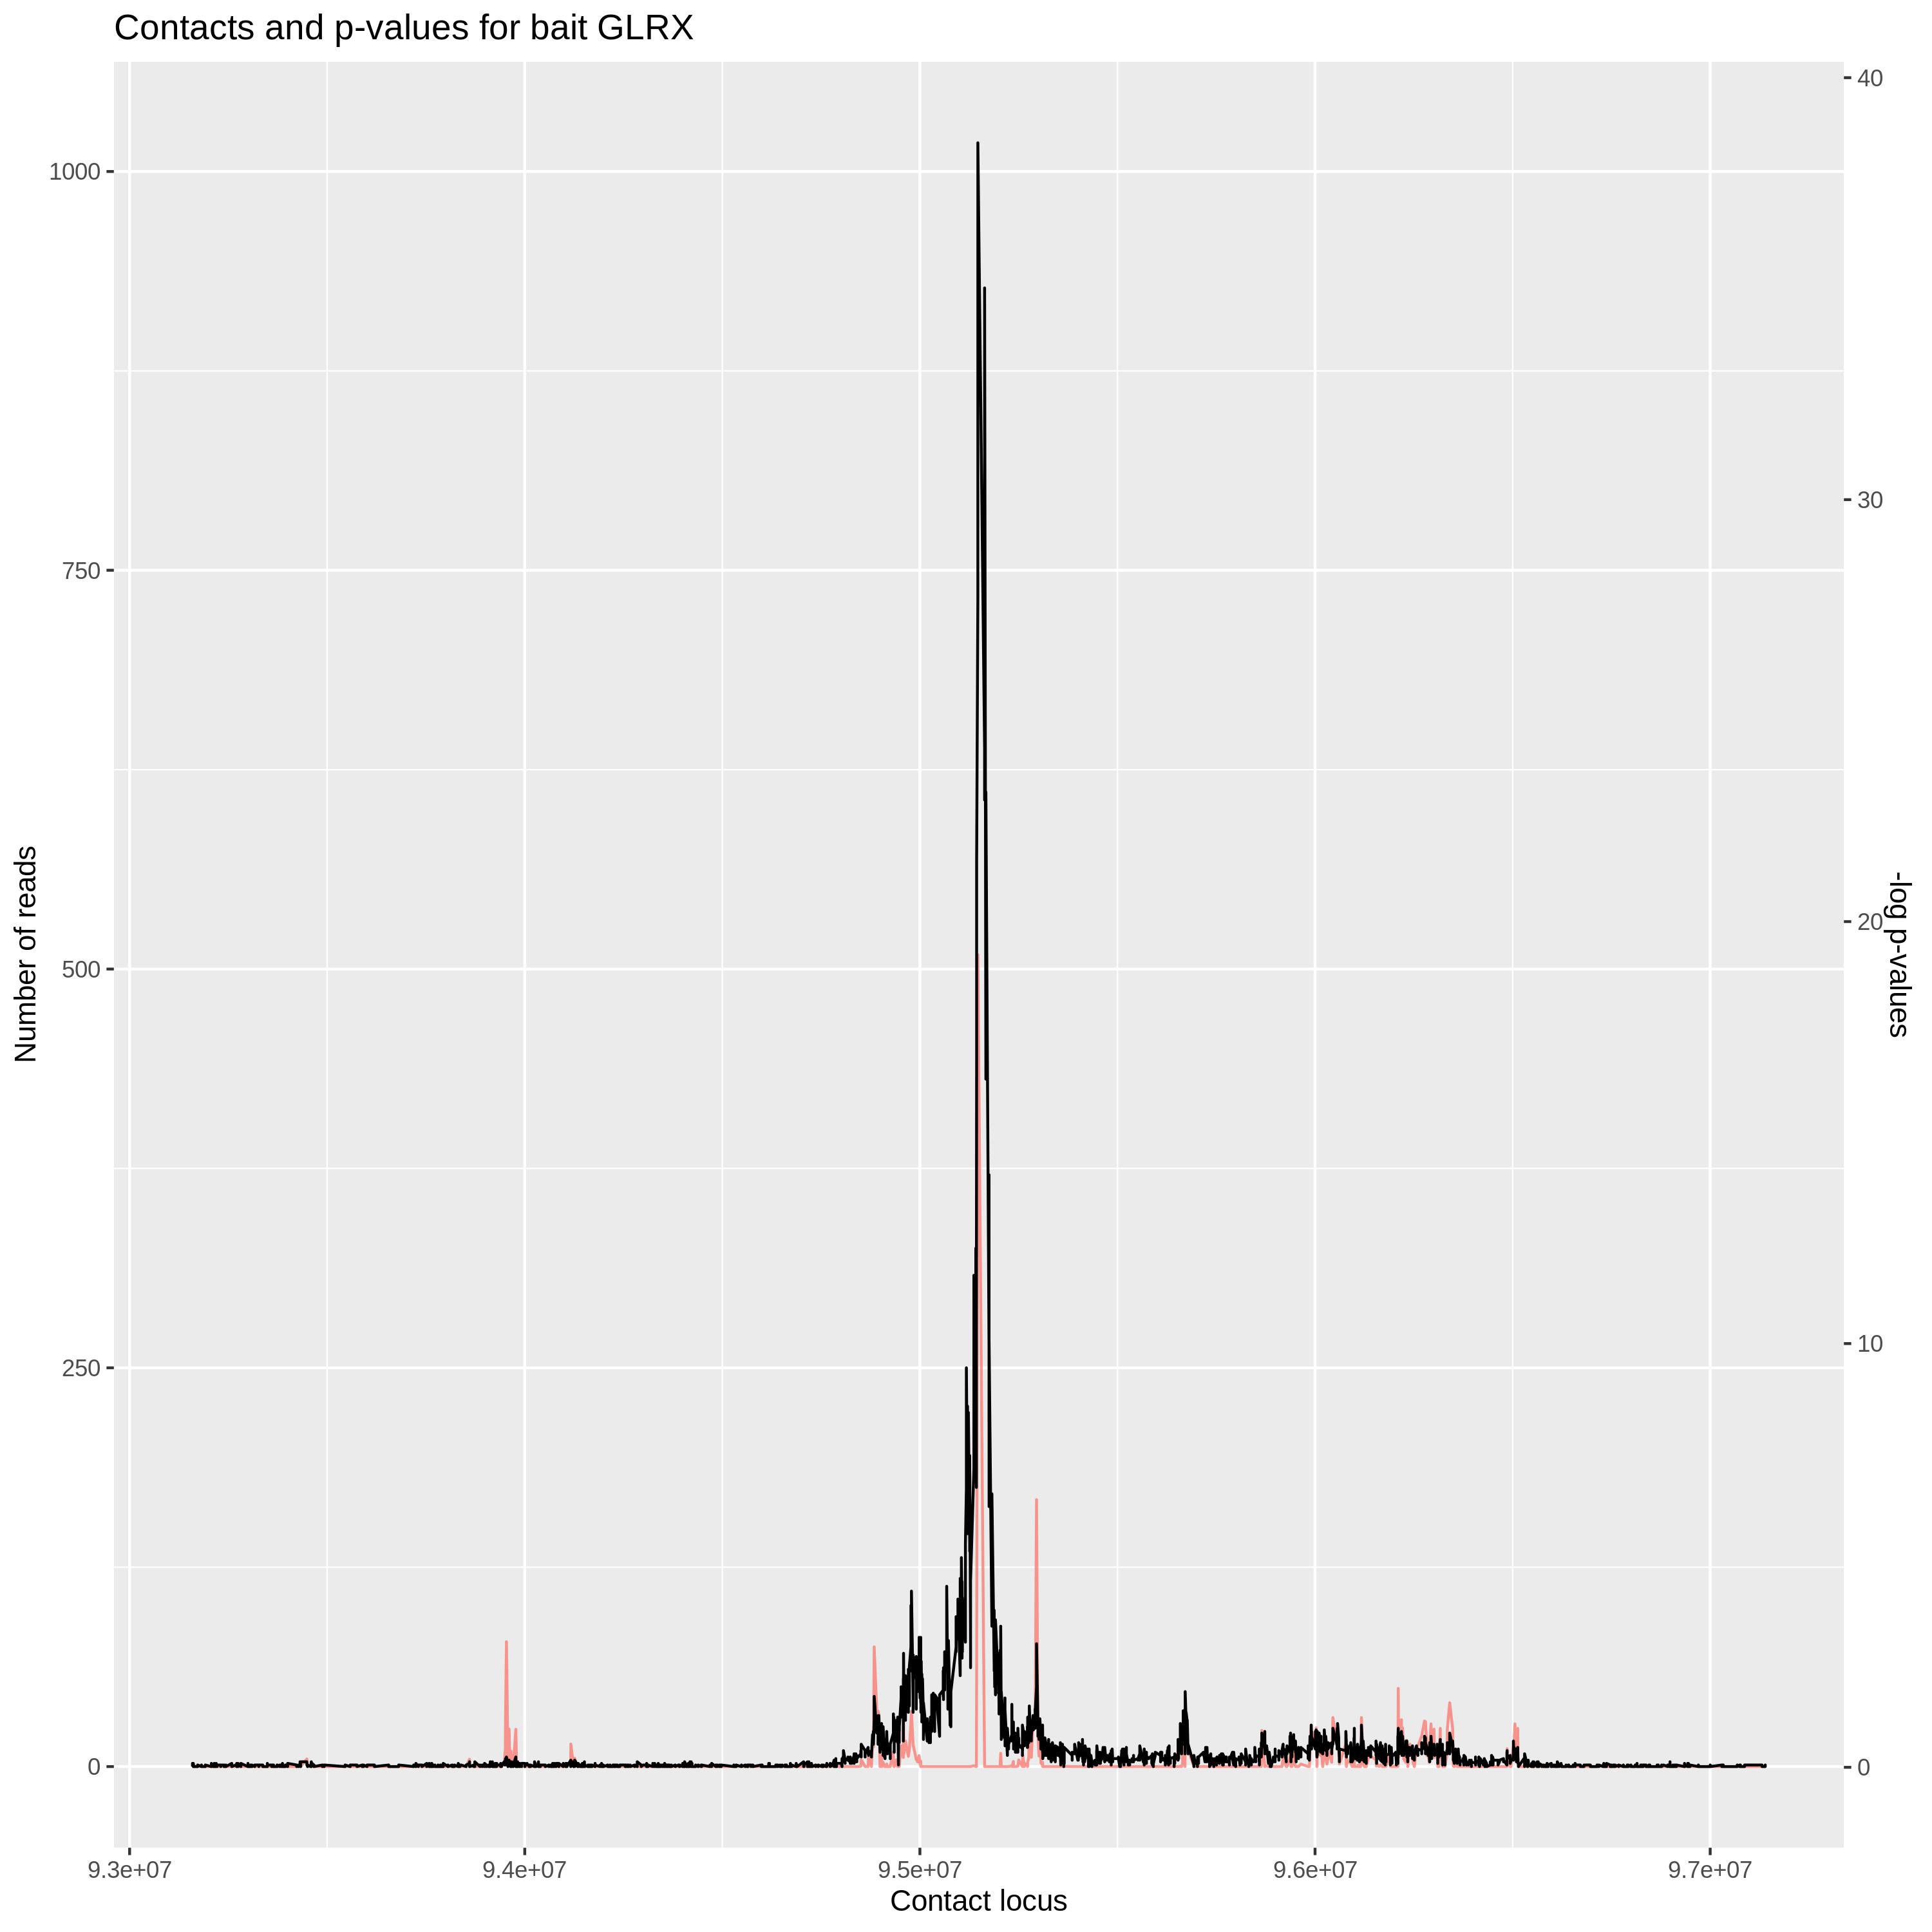 Contacts and p-values for bait GLRX
1000
750
500
250
0
Number of reads
40
30
20
10
0
-log p-values
9.3e+07
9.4e+07
9.5e+07
9.6e+07
9.7e+07
Contact locus